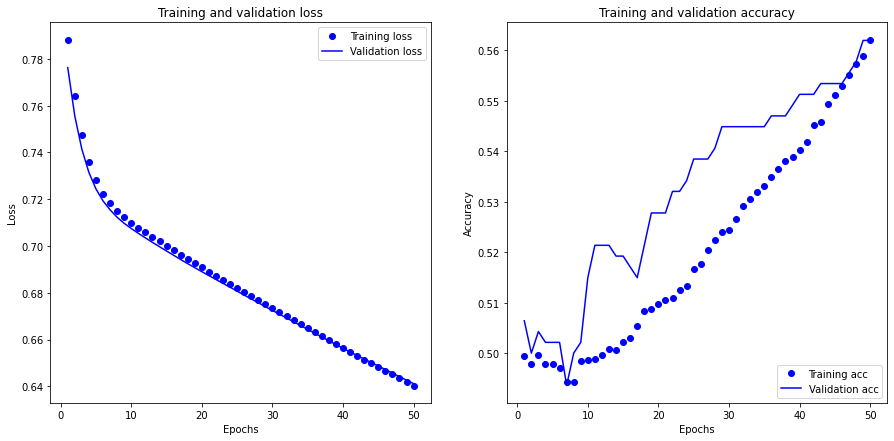 Training and validation loss
Training loss
Validation loss
0.78
0.76
0.74
0.72
0.70
0.68
0.66
0.64
Loss
0 10 20 30 40 50
Epochs
Training and validation accuracy
0.56
0.55
0.54
0.53
0.52
0.51
0.50
Accuracy
Training acc
Validation acc
0 10 20 30 40 50
Epochs